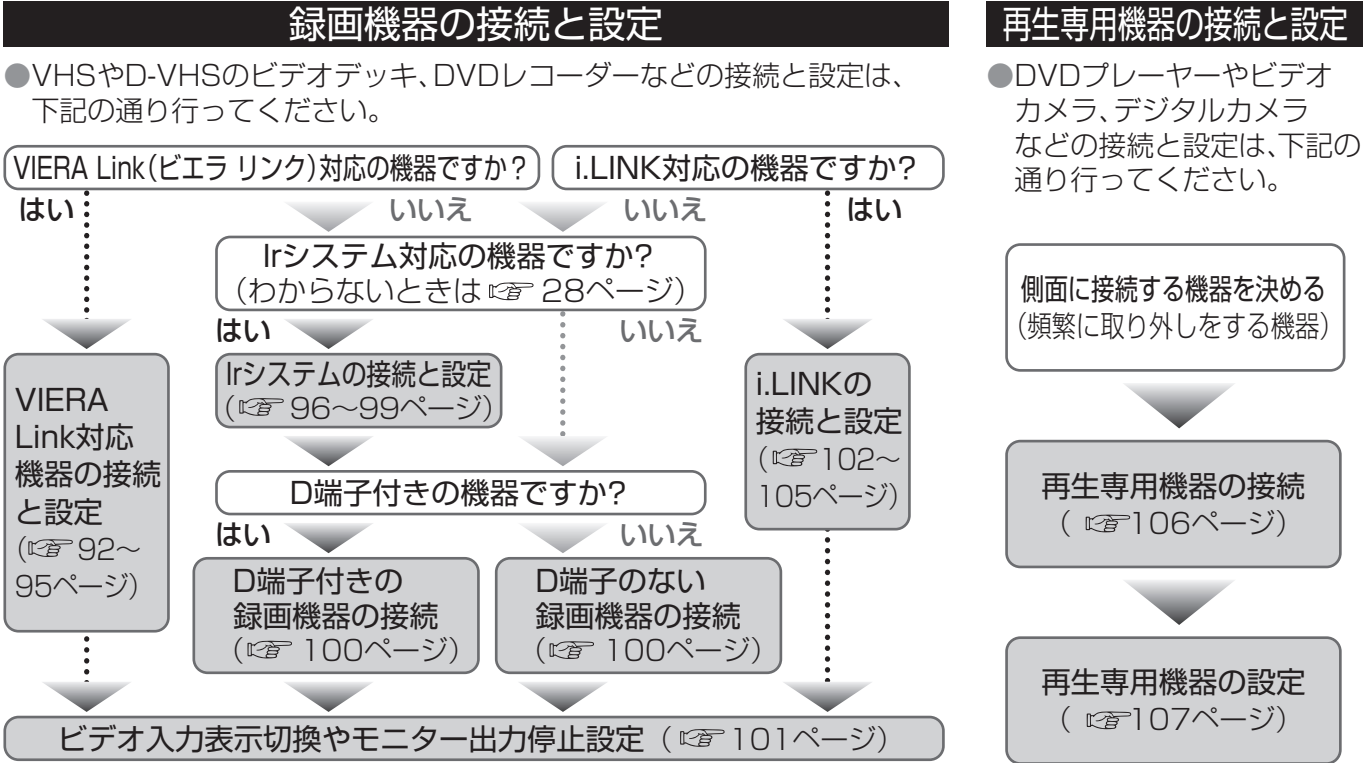 録画機器の接続と設定
●VHSやD-VHSのビデオデッキ、DVDレコーダーなどの接続と設定は、
下記の通り行ってください。
VIERA Link(ビエラ リンク)対応の機器ですか?
i.LINK対応の機器ですか?
はい
いいえ
いいえ
はい
Irシステム対応の機器ですか?
(わからないときは ☞ 28ページ)
はい
いいえ
VIERA
Link対応
機器の接続
と設定
(☞ 92~
95ページ)
Irシステムの接続と設定
(☞ 96~99ページ)
i.LINKの
接続と設定
(☞102~
105ページ)
D端子付きの機器ですか?
はい
いいえ
D端子付きの
録画機器の接続
(☞ 100ページ)
D端子のない
録画機器の接続
(☞ 100ページ)
ビデオ入力表示切換やモニター出力停止設定(☞101ページ)
再生専用機器の接続と設定
●DVDプレーヤーやビデオ
カメラ、デジタルカメラ
などの接続と設定は、下記の
通り行ってください。
側面に接続する機器を決める
(頻繁に取り外しをする機器)
再生専用機器の接続
(☞106ページ)
再生専用機器の設定
(☞107ページ)